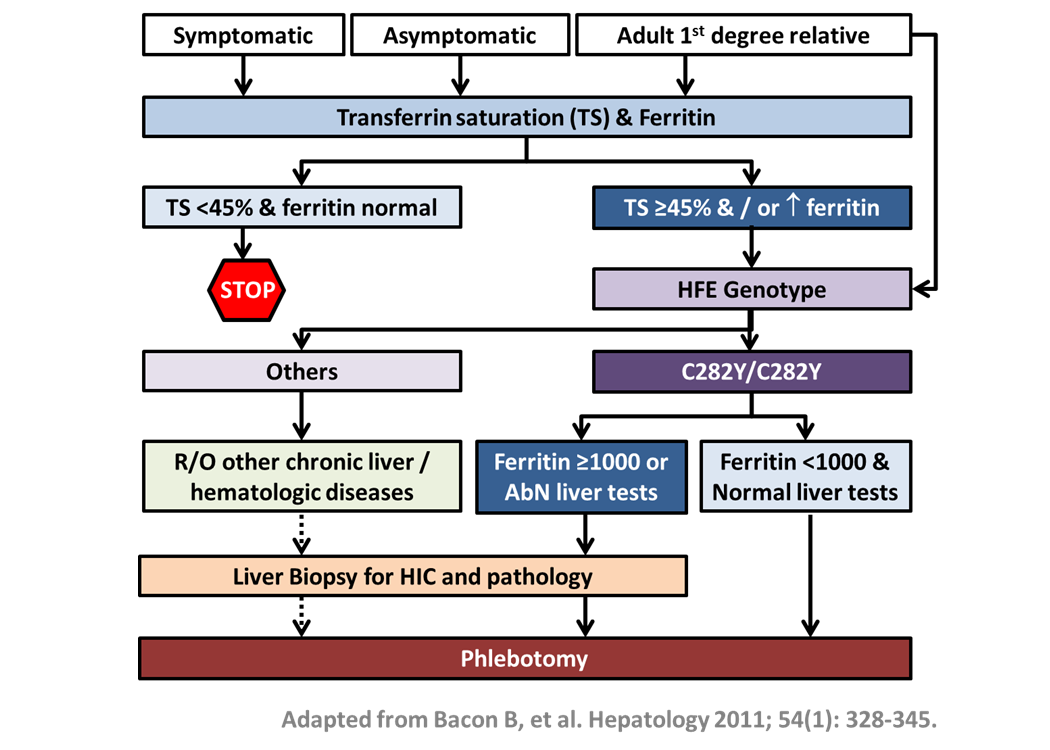 Symptomatic
Asymptomatic
Adult 1st degree relative
Transferrin saturation (TS) & Ferritin
TS <45% & ferritin normal
TS ≥45% & / or ↑ ferritin
STOP
HFE Genotype
Others
C282Y/C282Y
R/O other chronic liver /
hematologic diseases
Ferritin ≥1000 or
AbN liver tests
Ferritin <1000 &
Normal liver tests
Liver Biopsy for HIC and pathology
Phlebotomy
Adapted from Bacon B, et al. Hepatology 2011; 54(1): 328-345.